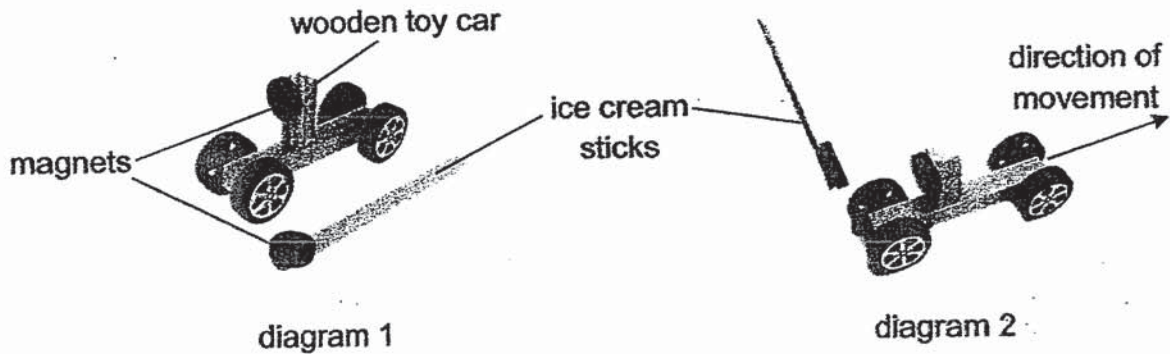 wooden toy car
magnets
ice cream
sticks
direction of
movement
diagram 1
diagram 2